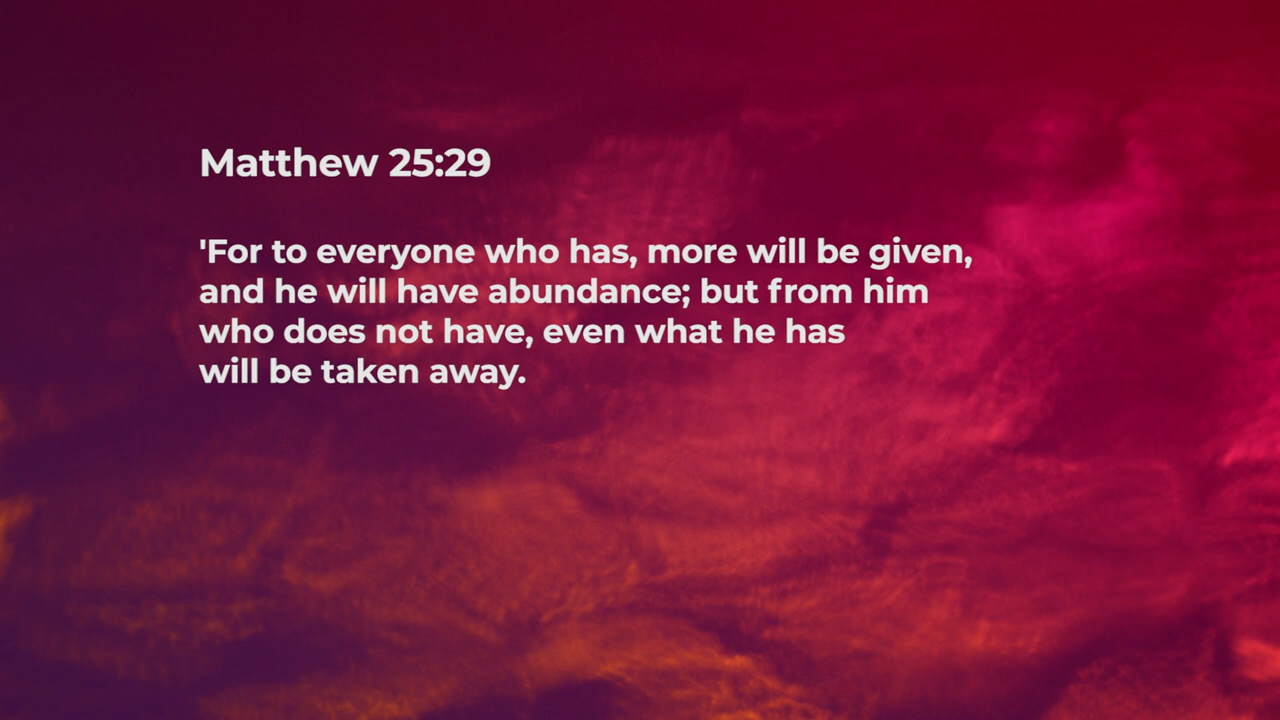 Matthew 25:29
'For to everyone who has, more will be given,
and he will have abundance; but from him
who does not have, even what he has
will be taken away.